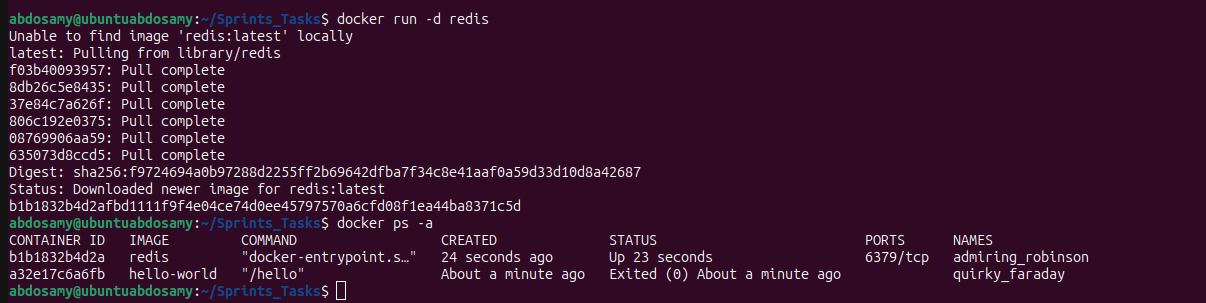 abdosamy@ubuntuabdosamy:~/Sprints_Tasks$ docker run -d redis
Unable to find image 'redis:latest' locally
latest: Pulling from library/redis
f03b40093957: Pull complete
8db26c5e8435: Pull complete
37e84c7a626f: Pull complete
806c192e0375: Pull complete
08769906aa59: Pull complete
635073d8ccd5: Pull complete
Digest: sha256:f9724694a0b97288d2255ff2b69642dfba7f34c8e41aaf0a59d33d10d8a42687
Status: Downloaded newer image for redis:latest
b1b1832b4d2afbd1111f9f4e04ce74d0ee45797570a6cfd08f1ea44ba8371c5d
abdosamy@ubuntuabdosamy:~/Sprints_Tasks$ docker ps -a
CONTAINER ID   IMAGE         COMMAND                  CREATED              STATUS                          PORTS      NAMES
b1b1832b4d2a   redis         "docker-entrypoint.s…"   24 seconds ago       Up 23 seconds                   6379/tcp   admiring_robinson
a32e17c6a6fb   hello-world   "/hello"                 About a minute ago   Exited (0) About a minute ago              quirky_faraday
abdosamy@ubuntuabdosamy:~/Sprints_Tasks$